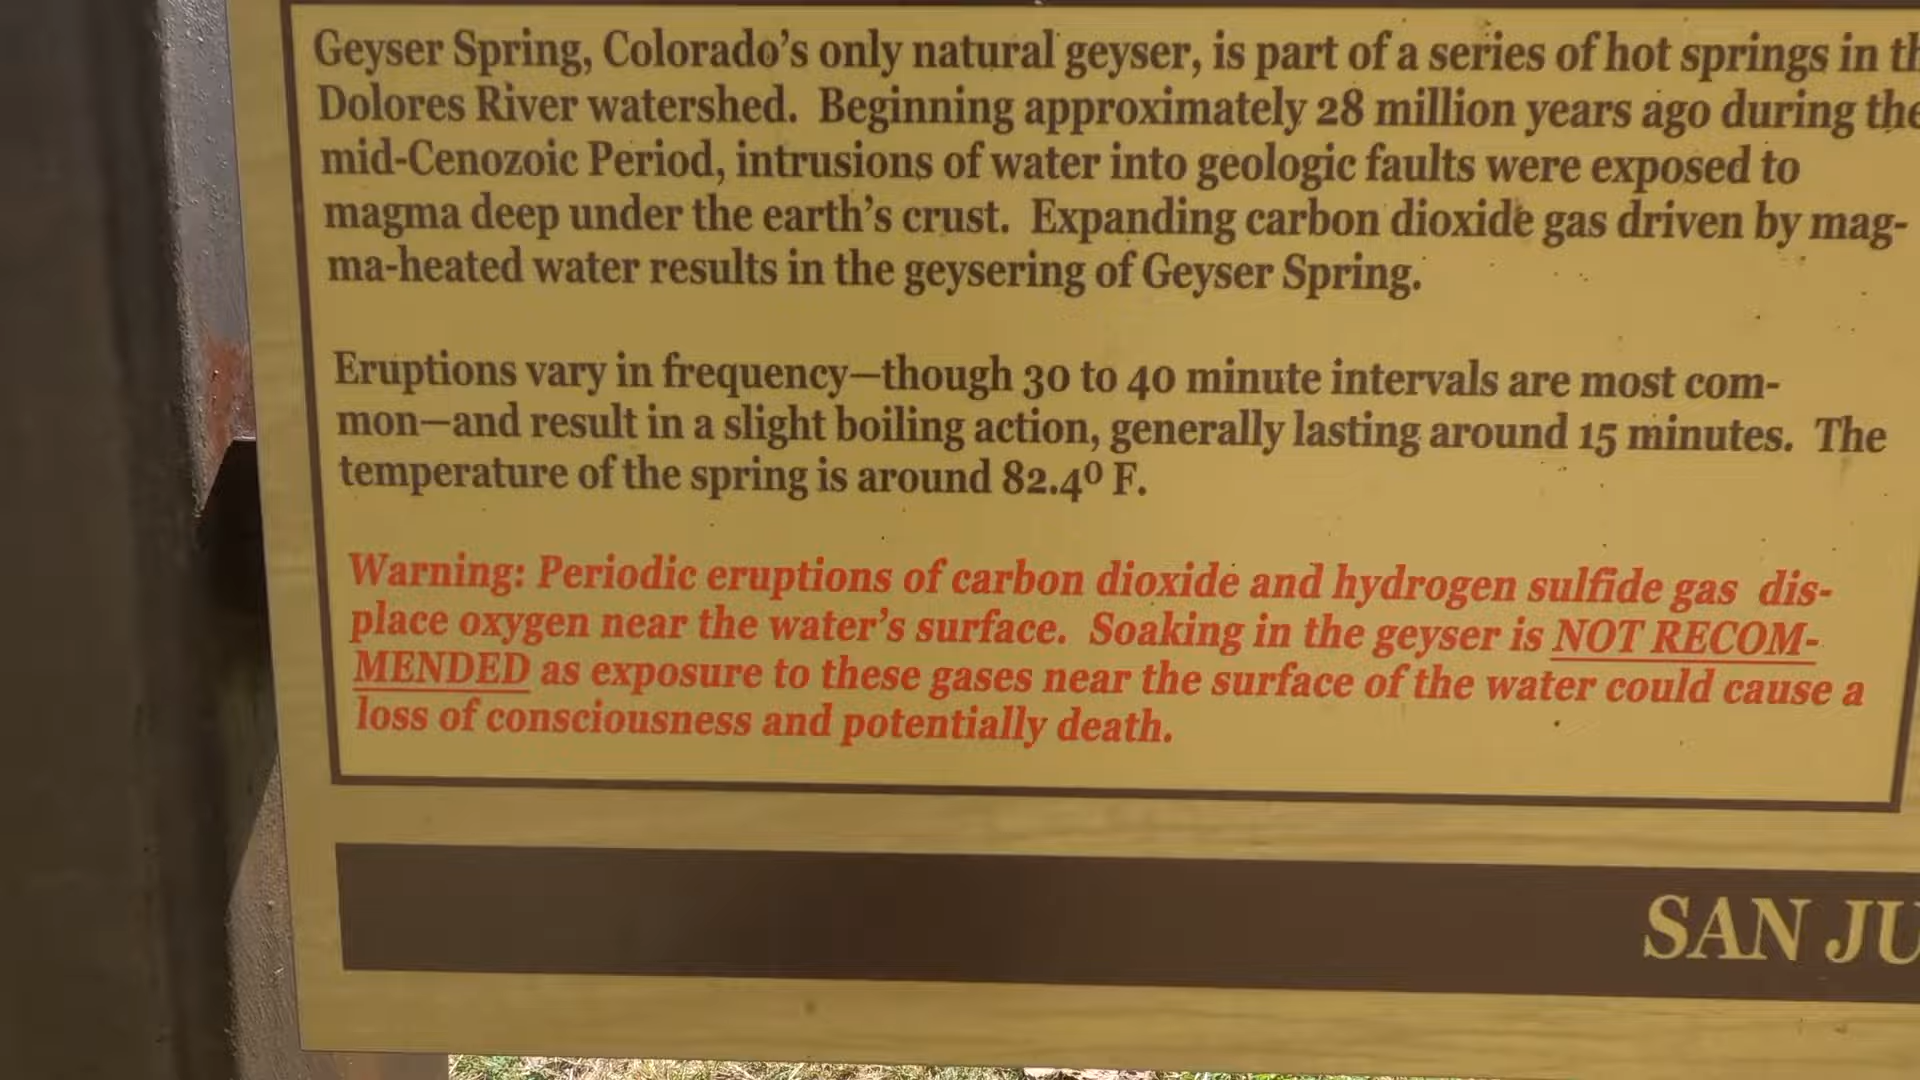 Geyser Spring, Colorado's only natural geyser, is part of a series of hot springs in
Dolores River watershed.  Beginning approximately 28 million years ago during the
mid-Cenozoic Period, intrusions of water into geologic faults were exposed to
magma deep under the earth's crust.  Expanding carbon dioxide gas driven by mag-
ma-heated water results in the geysering of Geyser Spring.
Eruptions vary in frequency—though 30 to 40 minute intervals are most com-
mon—and result in a slight boiling action, generally lasting around 15 minutes.  The
temperature of the spring is around 82.4º F.
Warning: Periodic eruptions of carbon dioxide and hydrogen sulfide gas  dis-
place oxygen near the water's surface.  Soaking in the geyser is NOT RECOM-
MENDED as exposure to these gases near the surface of the water could cause a
loss of consciousness and potentially death.
SAN